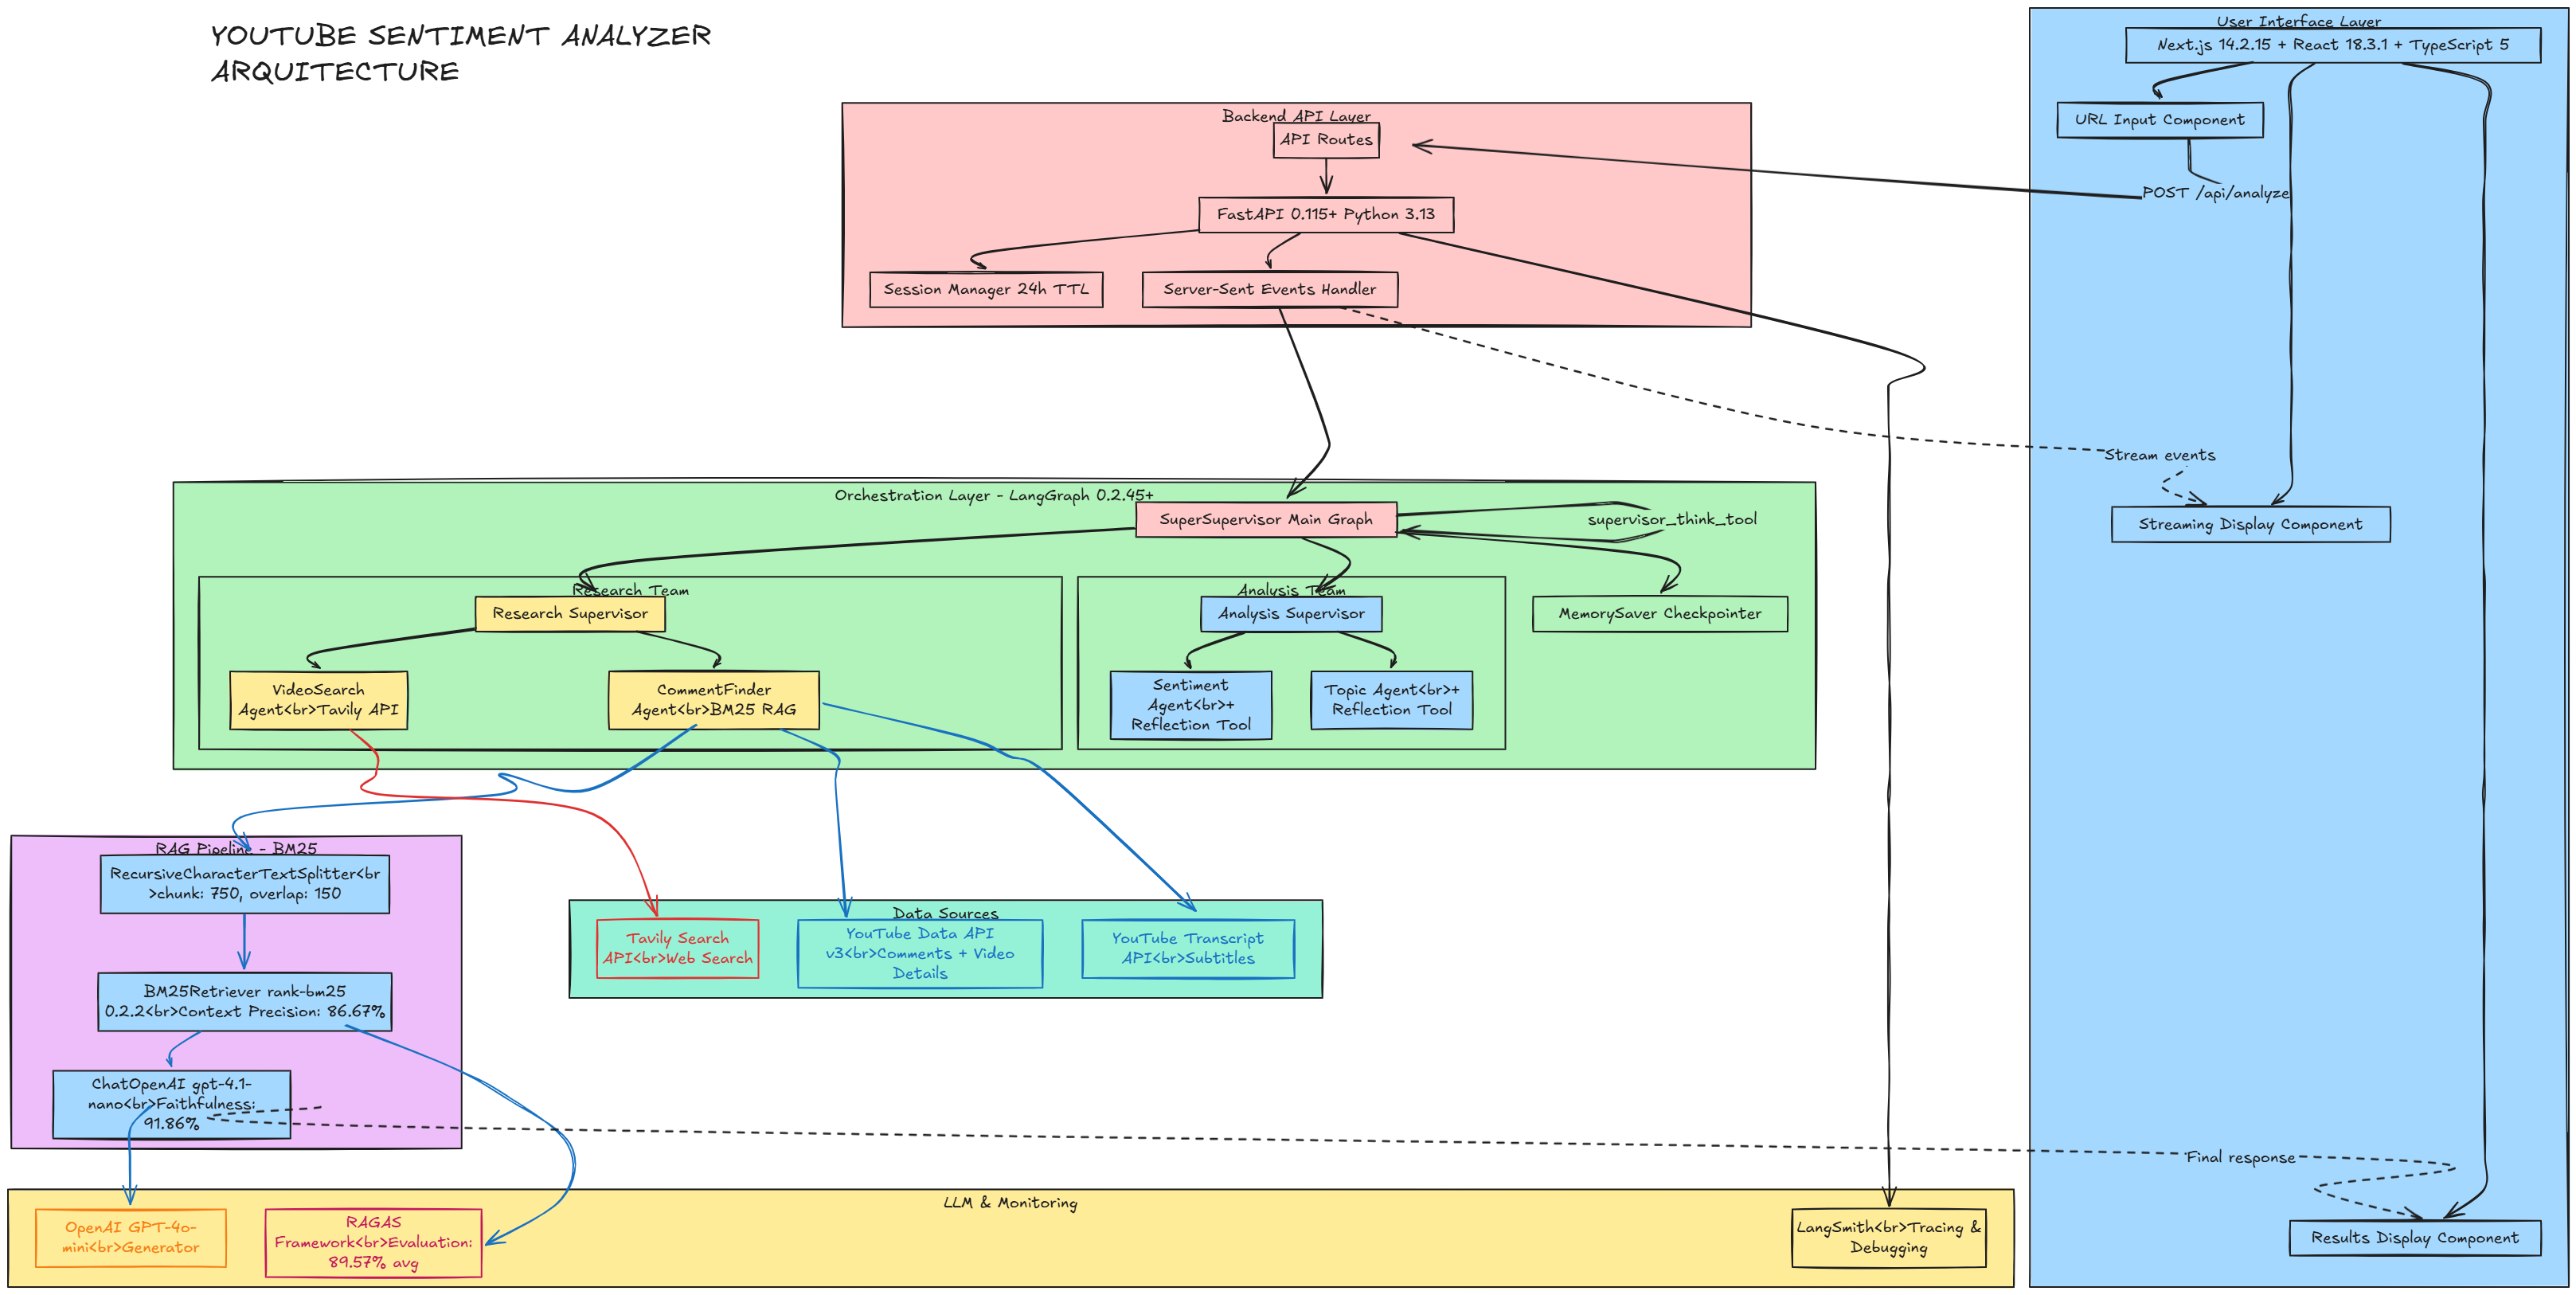 YOUTUBE SENTIMENT ANALYZER
ARQUITECTURE
User Interface Layer
Next.js 14.2.15 + React 18.3.1 + TypeScript 5
URL Input Component
POST /api/analyze
Backend API Layer
API Routes
FastAPI 0.115+ Python 3.13
Session Manager 24h TTL
Server-Sent Events Handler
Stream events
Streaming Display Component
Orchestration Layer - LangGraph 0.2.45+
SuperSupervisor Main Graph
supervisor_think_tool
Research Team
Research Supervisor
Analysis Team
Analysis Supervisor
MemorySaver Checkpointer
VideoSearch
Agent<br>Tavily API
CommentFinder
Agent<br>BM25 RAG
Sentiment
Agent<br>+
Reflection Tool
Topic Agent<br>+
Reflection Tool
RAG Pipeline - BM25
RecursiveCharacterTextSplitter<br
>chunk: 750, overlap: 150
BM25Retriever rank-bm25
0.2.2<br>Context Precision: 86.67%
ChatOpenAI gpt-4.1-
nano<br>Faithfulness:
91.86%
Data Sources
Tavily Search
API<br>Web Search
YouTube Data API
v3<br>Comments + Video
Details
YouTube Transcript
API<br>Subtitles
Final response
LLM & Monitoring
OpenAI GPT-4o-
mini<br>Generator
RAGAS
Framework<br>Evaluation:
89.57% avg
LangSmith<br>Tracing &
Debugging
Results Display Component